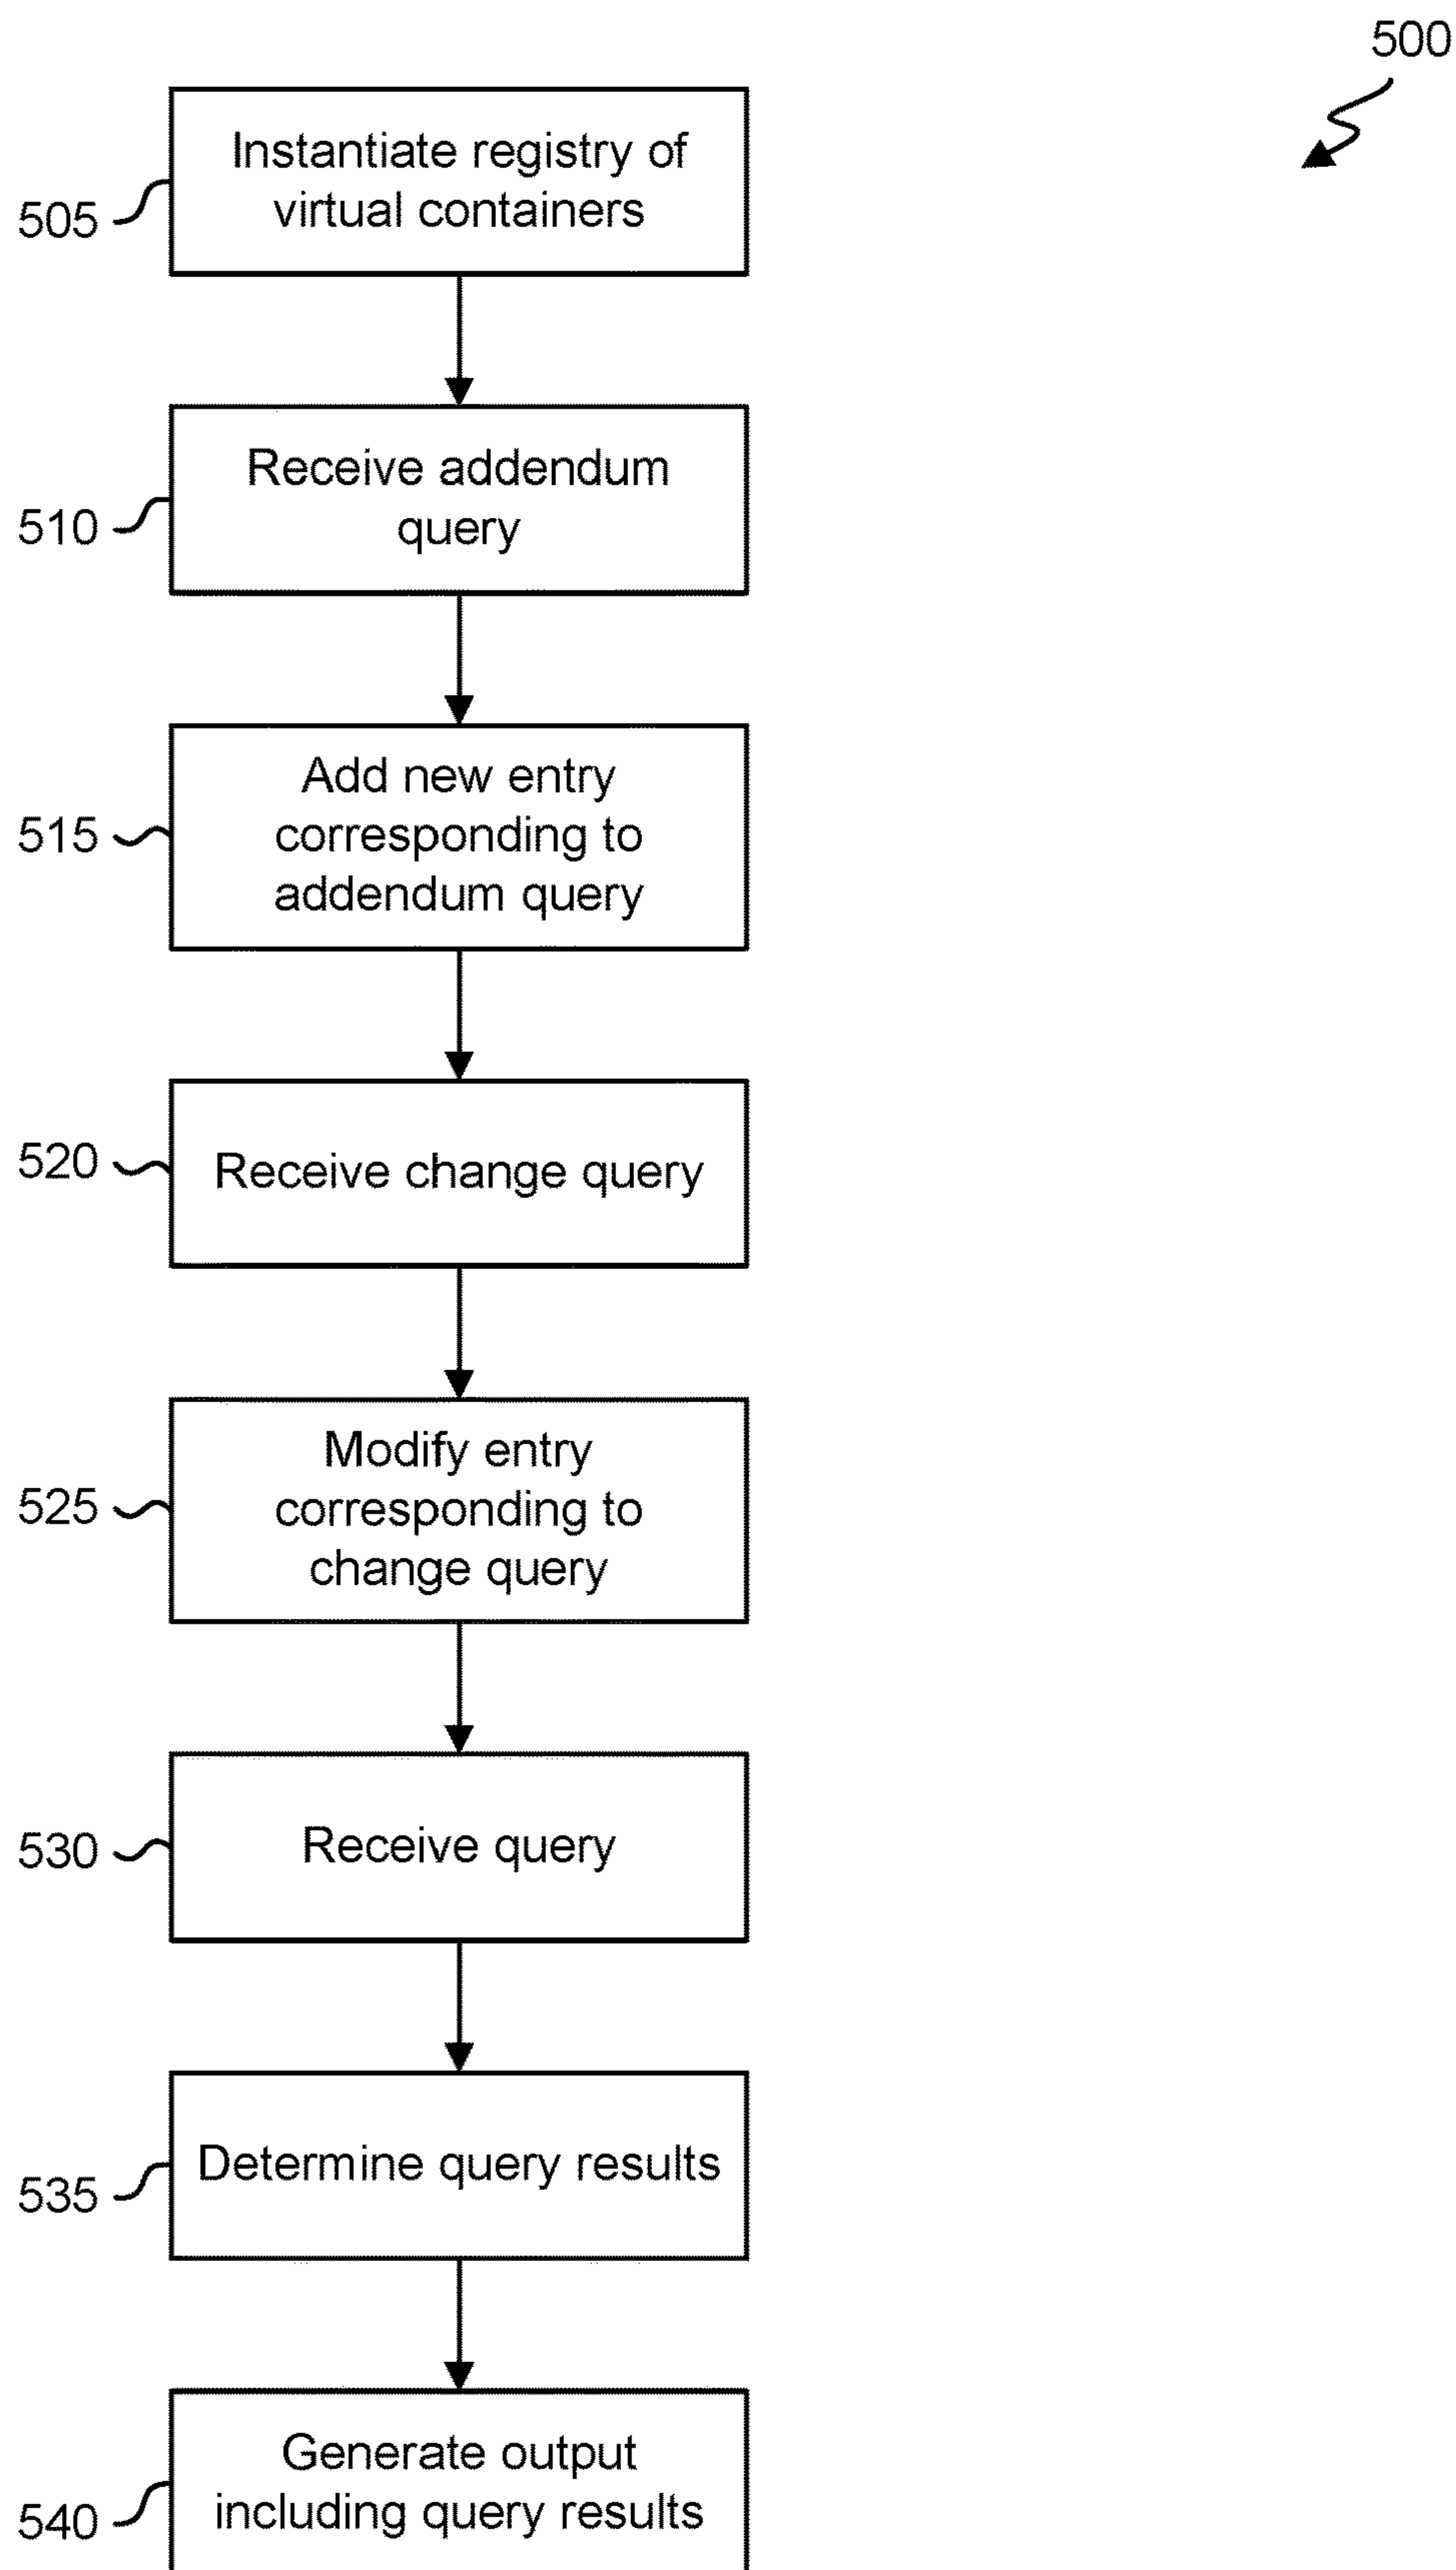 500
505
Instantiate registry of
virtual containers
510
Receive addendum
query
515
Add new entry
corresponding to
addendum query
520
Receive change query
525
Modify entry
corresponding to
change query
530
Receive query
535
Determine query results
540
Generate output
including query results